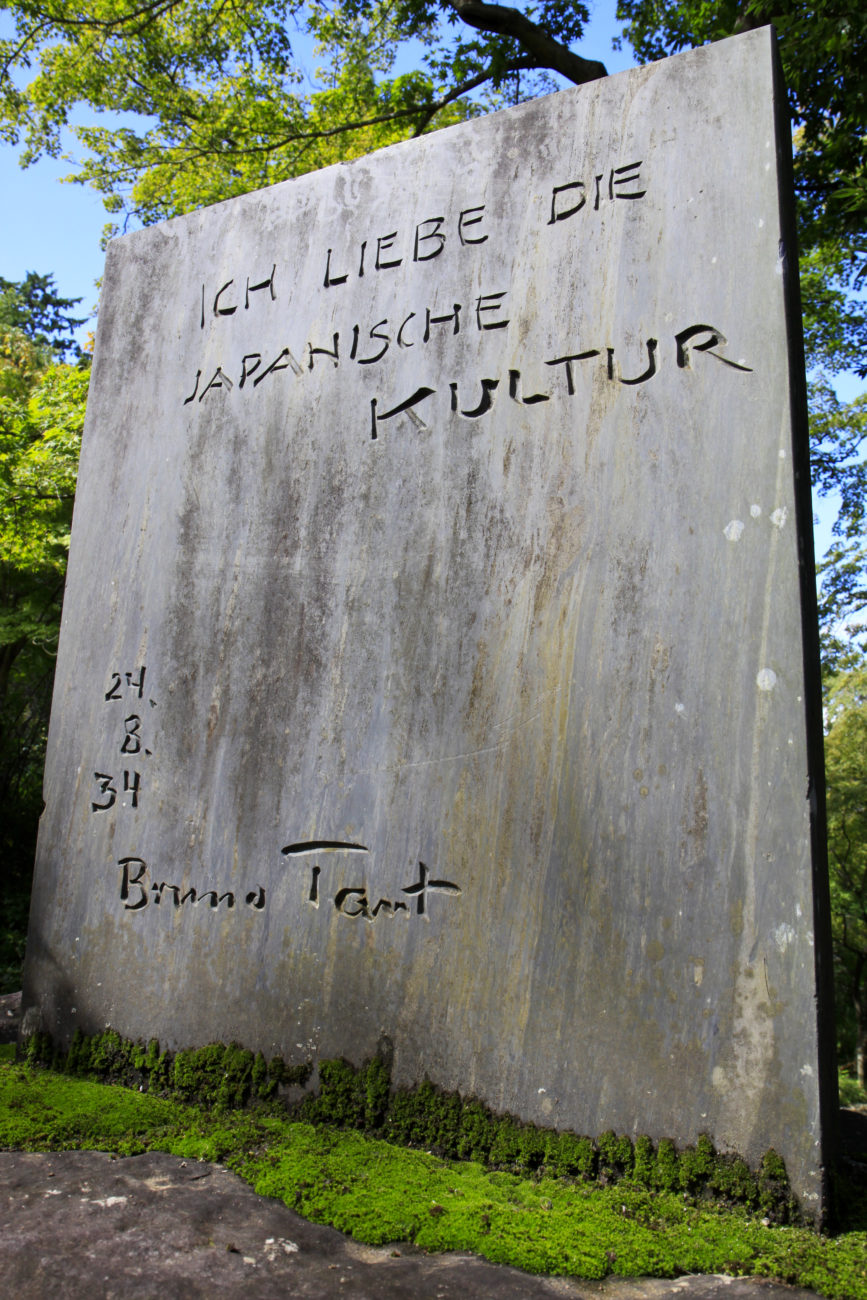 ICH LIEBE DIE
JAPANISCHE
KULTUR
24.
8.
34
Bruno Taut